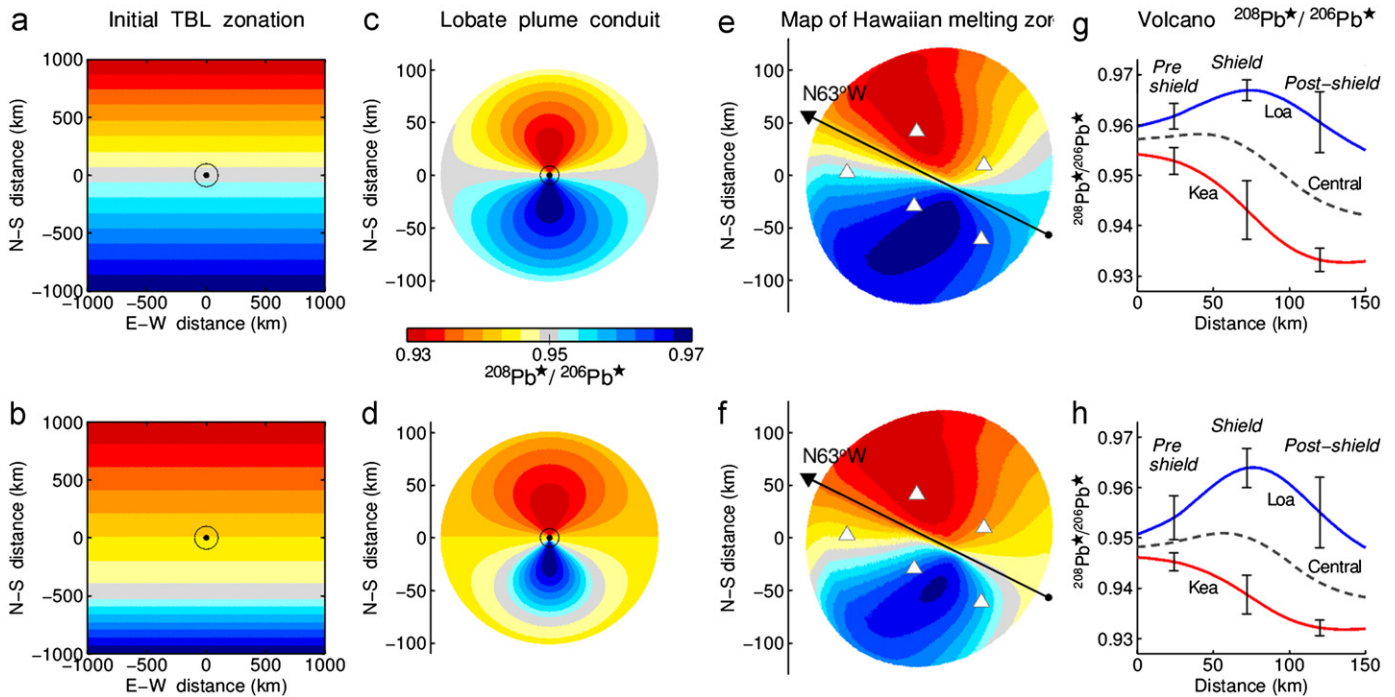 a Initial TBL zonation
1000
500
0
−500
−1000
N−S distance (km)
−1000 −500 0 500 1000
E−W distance (km)
b
1000
500
0
−500
−1000
N−S distance (km)
−1000 −500 0 500 1000
E−W distance (km)
c Lobate plume conduit
100
50
0
−50
−100
N−S distance (km)
0.93 0.95 0.97
²⁰⁸Pb★/ ²⁰⁶Pb★
d
100
50
0
−50
−100
N−S distance (km)
e Map of Hawaiian melting zor
N63°W
100
50
0
−50
−100
N−S distance (km)
f
N63°W
100
50
0
−50
−100
N−S distance (km)
g Volcano ²⁰⁸Pb★/ ²⁰⁶Pb★
0.97
0.96
0.95
0.94
0.93
²⁰⁸Pb★/²⁰⁶Pb★
Pre
shield
Shield
Post−shield
Loa
Central
Kea
0 50 100 150
Distance (km)
h
0.97
0.96
0.95
0.94
0.93
²⁰⁸Pb★/²⁰⁶Pb★
Pre
shield
Shield
Post−shield
Loa
Central
Kea
0 50 100 150
Distance (km)